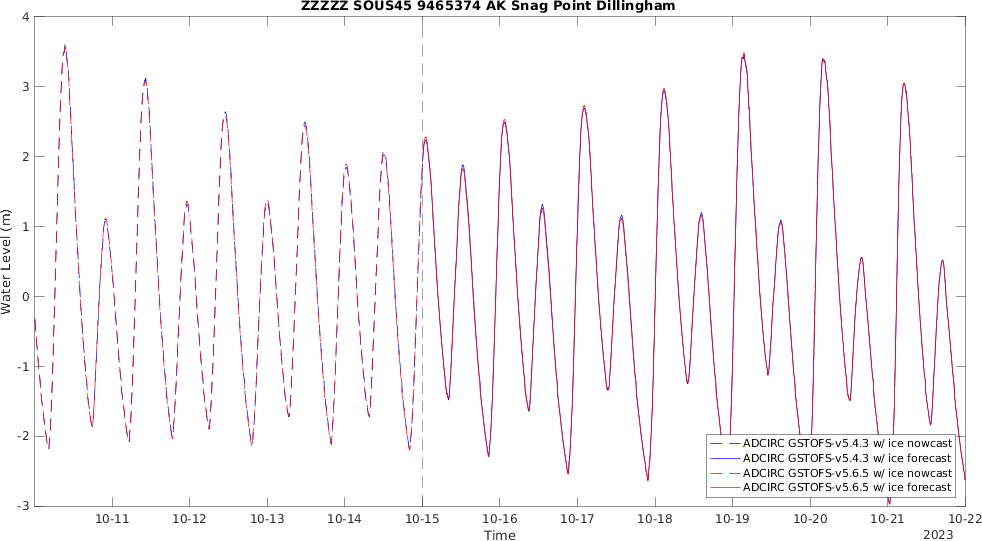 ZZZZZ SOUS45 9465374 AK Snag Point Dillingham
4
3
2
1
0
-1
-2
-3
Water Level (m)
ADCIRC GSTOFS-v5.4.3 w/ ice nowcast
ADCIRC GSTOFS-v5.4.3 w/ ice forecast
ADCIRC GSTOFS-v5.6.5 w/ ice nowcast
ADCIRC GSTOFS-v5.6.5 w/ ice forecast
10-11 10-12 10-13 10-14 10-15 10-16 10-17 10-18 10-19 10-20 10-21 10-22
Time
2023